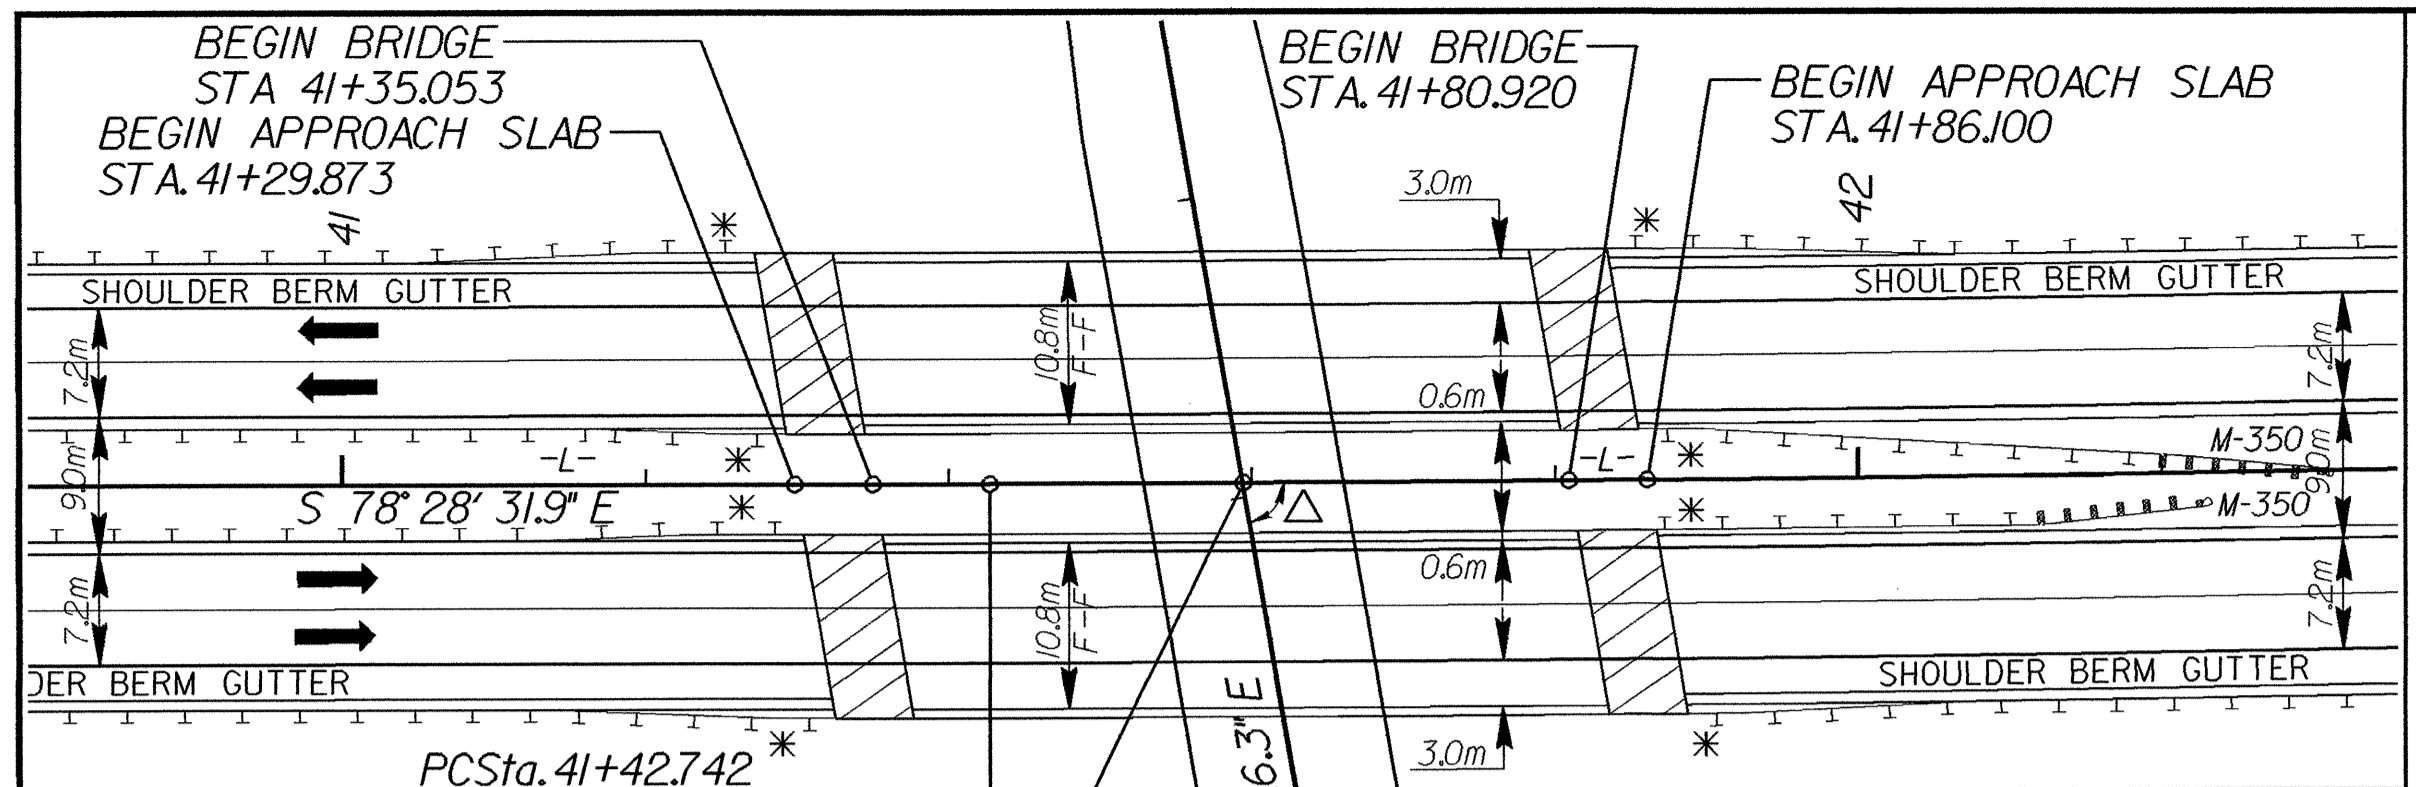 BEGIN BRIDGE
STA 41+35.053
BEGIN APPROACH SLAB
STA. 41+29.873
BEGIN BRIDGE
STA. 41+80.920
BEGIN APPROACH SLAB
STA. 41+86.100
41
42
3.0m
SHOULDER BERM GUTTER
SHOULDER BERM GUTTER
7.2m
10.8m
F-F
0.6m
7.2m
9.0m
-L-
-L-
M-350
9.0m
S 78° 28' 31.9" E
△
M-350
7.2m
10.8m
F-F
0.6m
7.2m
DER BERM GUTTER
SHOULDER BERM GUTTER
6.3" E
3.0m
PCSta. 41+42.742